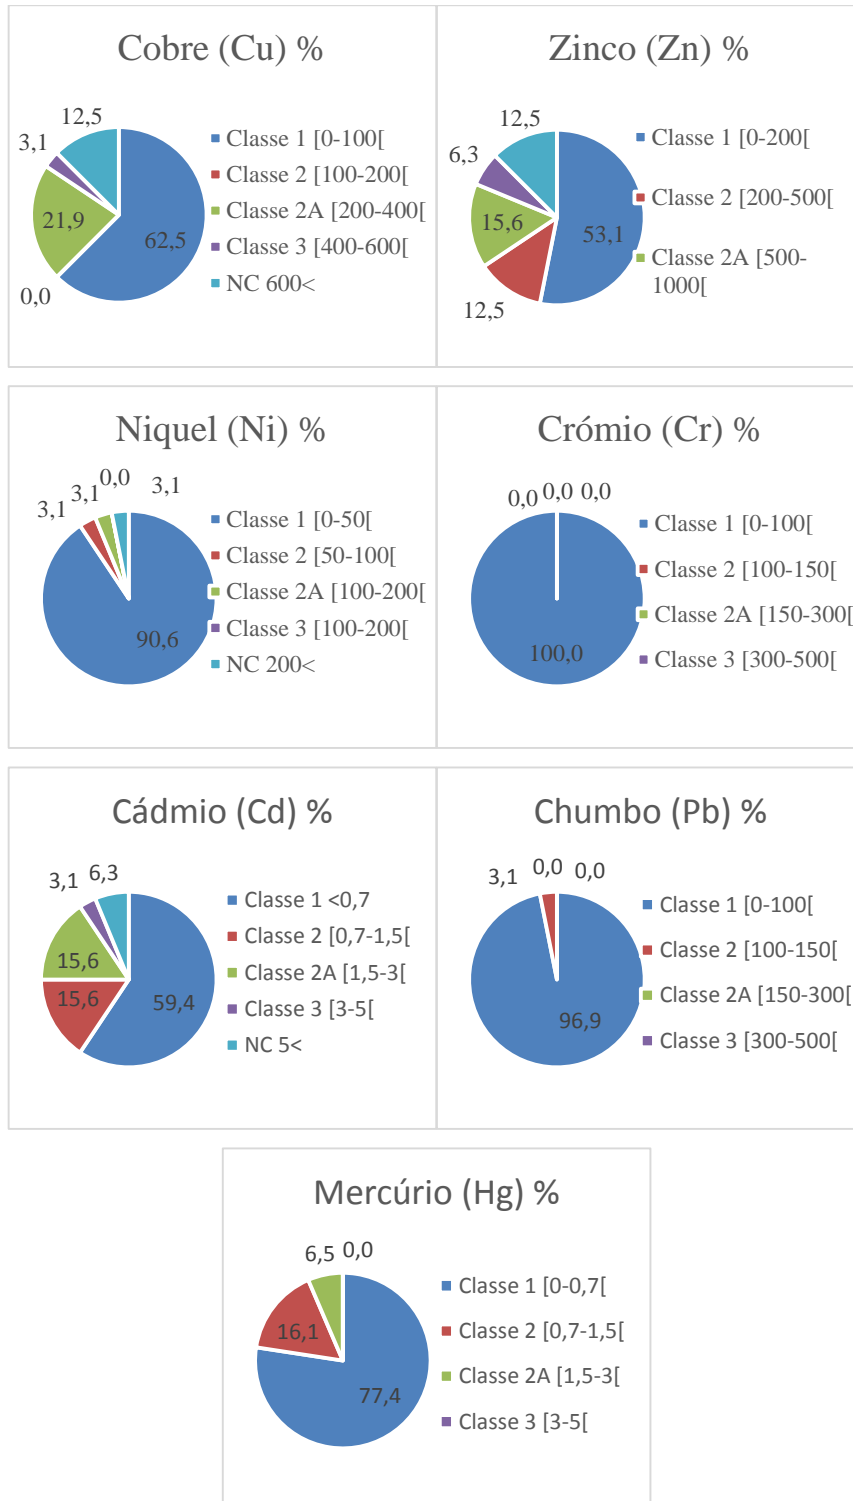 Cobre (Cu) %
12,5
3,1
21,9
62,5
0,0
Classe 1 [0-100[
Classe 2 [100-200[
Classe 2A [200-400[
Classe 3 [400-600[
NC 600<
Zinco (Zn) %
12,5
6,3
15,6
53,1
12,5
Classe 1 [0-200[
Classe 2 [200-500[
Classe 2A [500-
1000[
Niquel (Ni) %
0,0
3,1
3,1
3,1
90,6
Classe 1 [0-50[
Classe 2 [50-100[
Classe 2A [100-200[
Classe 3 [100-200[
NC 200<
Crómio (Cr) %
0,0 0,0 0,0
100,0
Classe 1 [0-100[
Classe 2 [100-150[
Classe 2A [150-300[
Classe 3 [300-500[
Cádmio (Cd) %
3,1
6,3
15,6
15,6
59,4
Classe 1 <0,7
Classe 2 [0,7-1,5[
Classe 2A [1,5-3[
Classe 3 [3-5[
NC 5<
Chumbo (Pb) %
3,1
0,0
0,0
96,9
Classe 1 [0-100[
Classe 2 [100-150[
Classe 2A [150-300[
Classe 3 [300-500[
Mercúrio (Hg) %
6,5
0,0
16,1
77,4
Classe 1 [0-0,7[
Classe 2 [0,7-1,5[
Classe 2A [1,5-3[
Classe 3 [3-5[